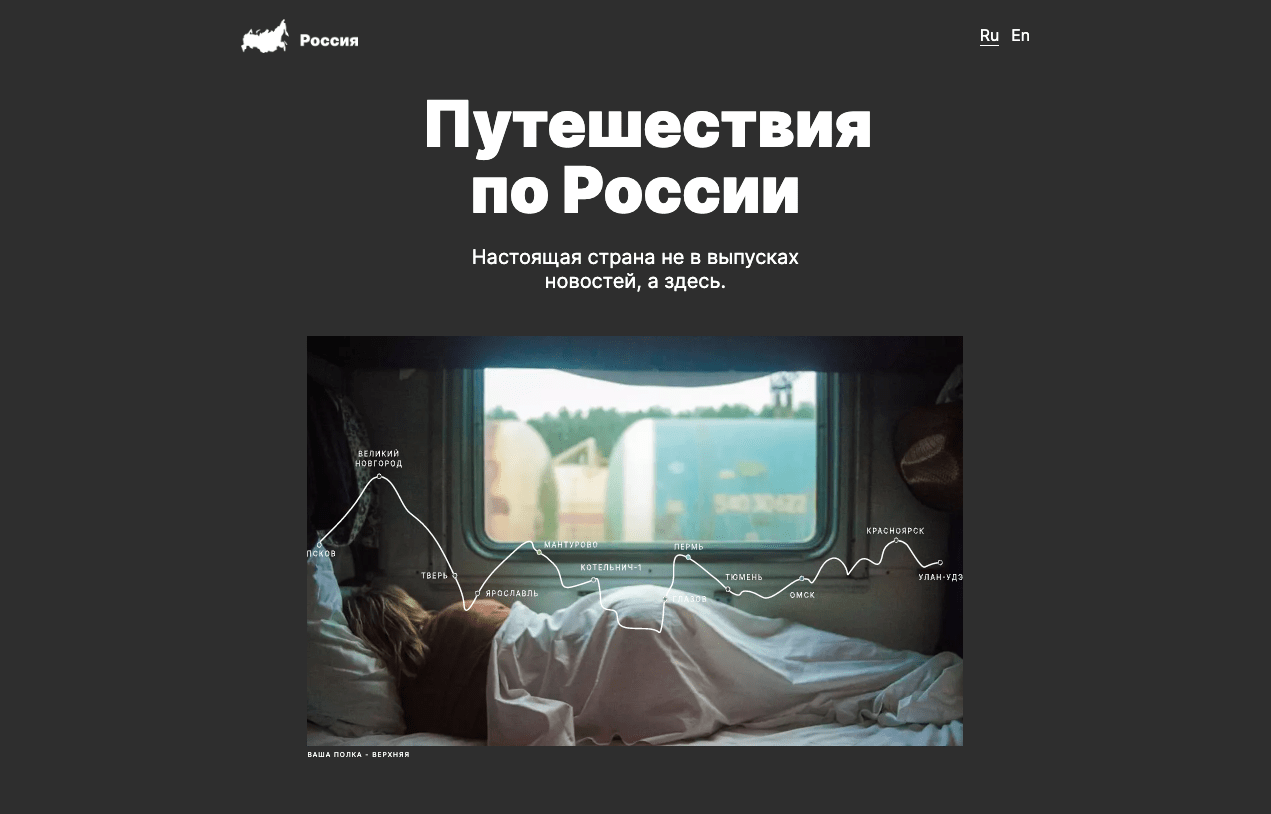 Россия
Ru En
Путешествия
по России
Настоящая страна не в выпусках
новостей, а здесь.
ВЕЛИКИЙ
НОВГОРОД
ПСКОВ
ТВЕРЬ
ЯРОСЛАВЛЬ
МАНТУРОВО
КОТЕЛЬНИЧ-1
ПЕРМЬ
ГЛАЗОВ
ТЮМЕНЬ
ОМСК
КРАСНОЯРСК
УЛАН-УДЭ
ВАША ПОЛКА - ВЕРХНЯЯ